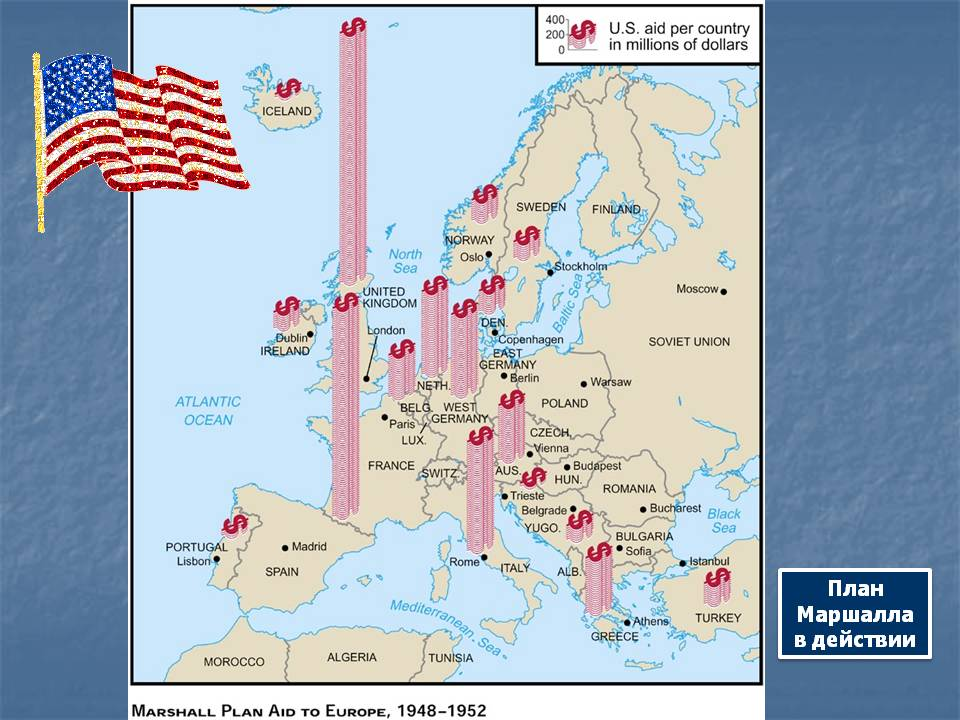 400
200
0
U.S. aid per country
in millions of dollars
ICELAND
SWEDEN
FINLAND
NORWAY
Oslo
North
Sea
Stockholm
Baltic Sea
Moscow
UNITED
KINGDOM
London
DEN.
Copenhagen
Dublin
IRELAND
SOVIET UNION
EAST
GERMANY
Berlin
Warsaw
NETH.
POLAND
ATLANTIC
OCEAN
BELG.
WEST
GERMANY
Paris
LUX.
CZECH.
Vienna
FRANCE
SWITZ.
AUS.
Budapest
HUN.
ROMANIA
Trieste
Belgrade
Bucharest
Black
Sea
YUGO.
BULGARIA
Sofia
PORTUGAL
Lisbon
Madrid
SPAIN
Rome
ITALY
ALB.
Istanbul
TURKEY
Mediterranean Sea
Athens
GREECE
MOROCCO
ALGERIA
TUNISIA
План
Маршалла
в действии
MARSHALL PLAN AID TO EUROPE, 1948–1952